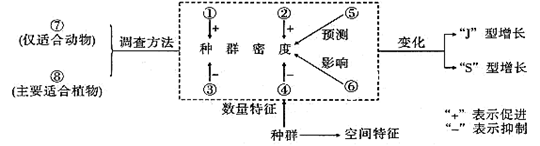 ⑦
(仅适合动物)
调查方法
⑧
(主要适合植物)
① ② ⑤
+ + 预测
种群密度
- - 影响
③ ④ ⑥
变化
“J”型增长
“S”型增长
数量特征
种群
空间特征
“+”表示促进
“-”表示抑制